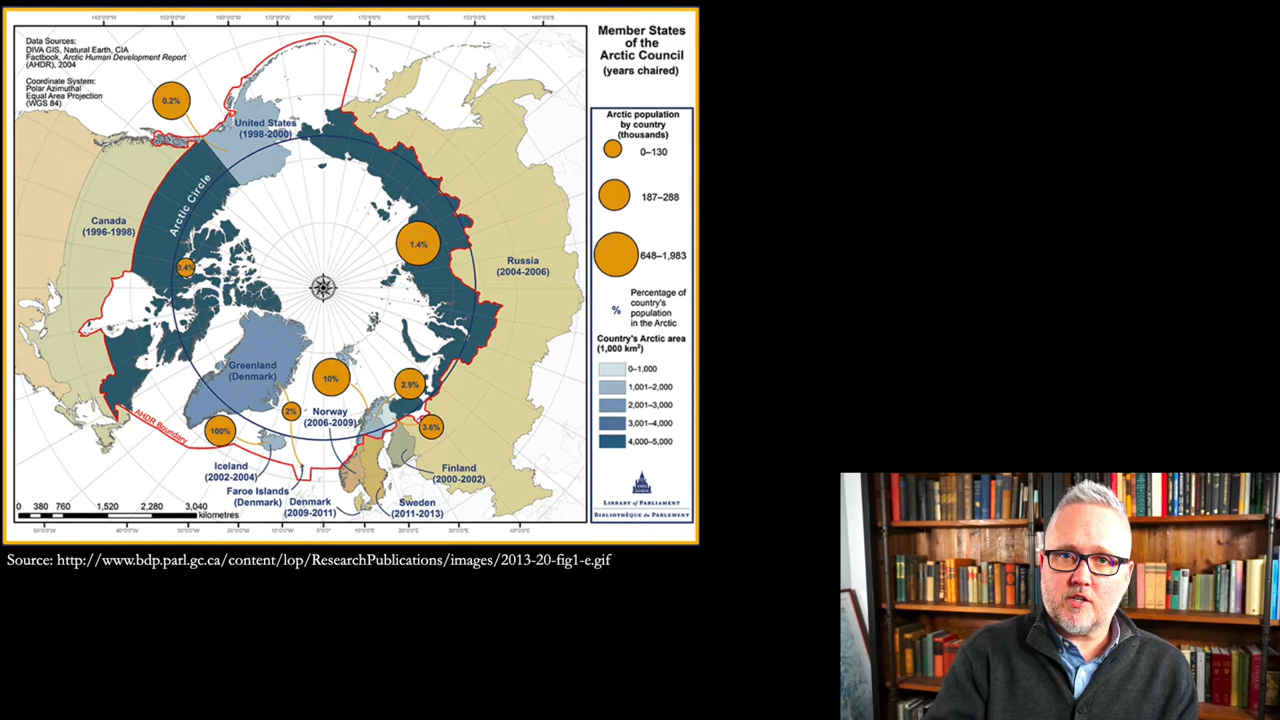 Data Sources:
DIVA GIS, Natural Earth, CIA
Factbook, Arctic Human Development Report
(AHDR), 2004
Coordinate System:
Polar Azimuthal
Equal Area Projection
(WGS 84)
0.2%
United States
(1998-2000)
Arctic Circle
Canada
(1996-1998)
0.4%
1.4%
Russia
(2004-2006)
Greenland
(Denmark)
10%
2.9%
2%
Norway
(2006-2009)
3.6%
100%
AHDR Boundary
Iceland
(2002-2004)
Faroe Islands
(Denmark)
Denmark
(2009-2011)
Sweden
(2011-2013)
Finland
(2000-2002)
0 380 760 1,520 2,280 3,040
kilometres
Member States
of the
Arctic Council
(years chaired)
Arctic population
by country
(thousands)
0–130
187–288
648–1,983
%
Percentage of
country's
population
in the Arctic
Country's Arctic area
(1,000 km²)
0–1,000
1,001–2,000
2,001–3,000
3,001–4,000
4,000–5,000
LIBRARY of PARLIAMENT
BIBLIOTHÈQUE du PARLEMENT
Source: http://www.bdp.parl.gc.ca/content/lop/ResearchPublications/images/2013-20-fig1-e.gif